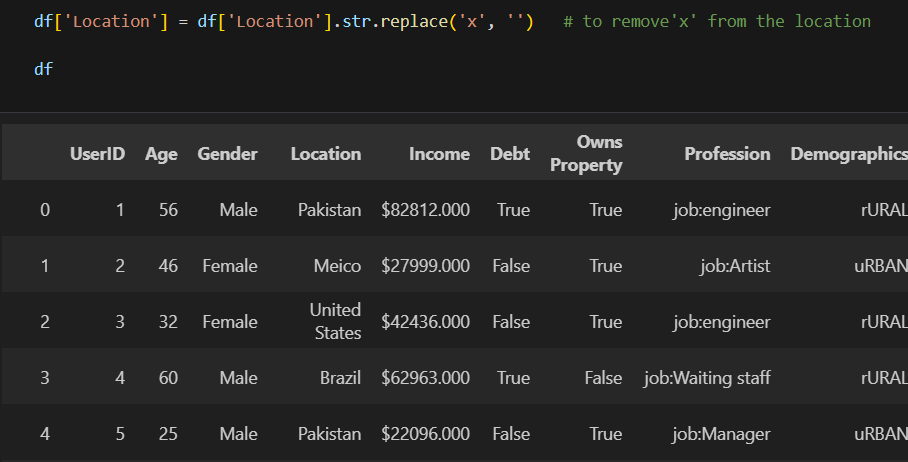 df['Location'] = df['Location'].str.replace('x', '')   # to remove'x' from the location
df
UserID Age Gender Location Income Debt Owns Property Profession Demographics
0 1 56 Male Pakistan $82812.000 True True job:engineer rURAL
1 2 46 Female Meico $27999.000 False True job:Artist uRBAN
2 3 32 Female United States $42436.000 False True job:engineer rURAL
3 4 60 Male Brazil $62963.000 True False job:Waiting staff rURAL
4 5 25 Male Pakistan $22096.000 False True job:Manager uRBAN